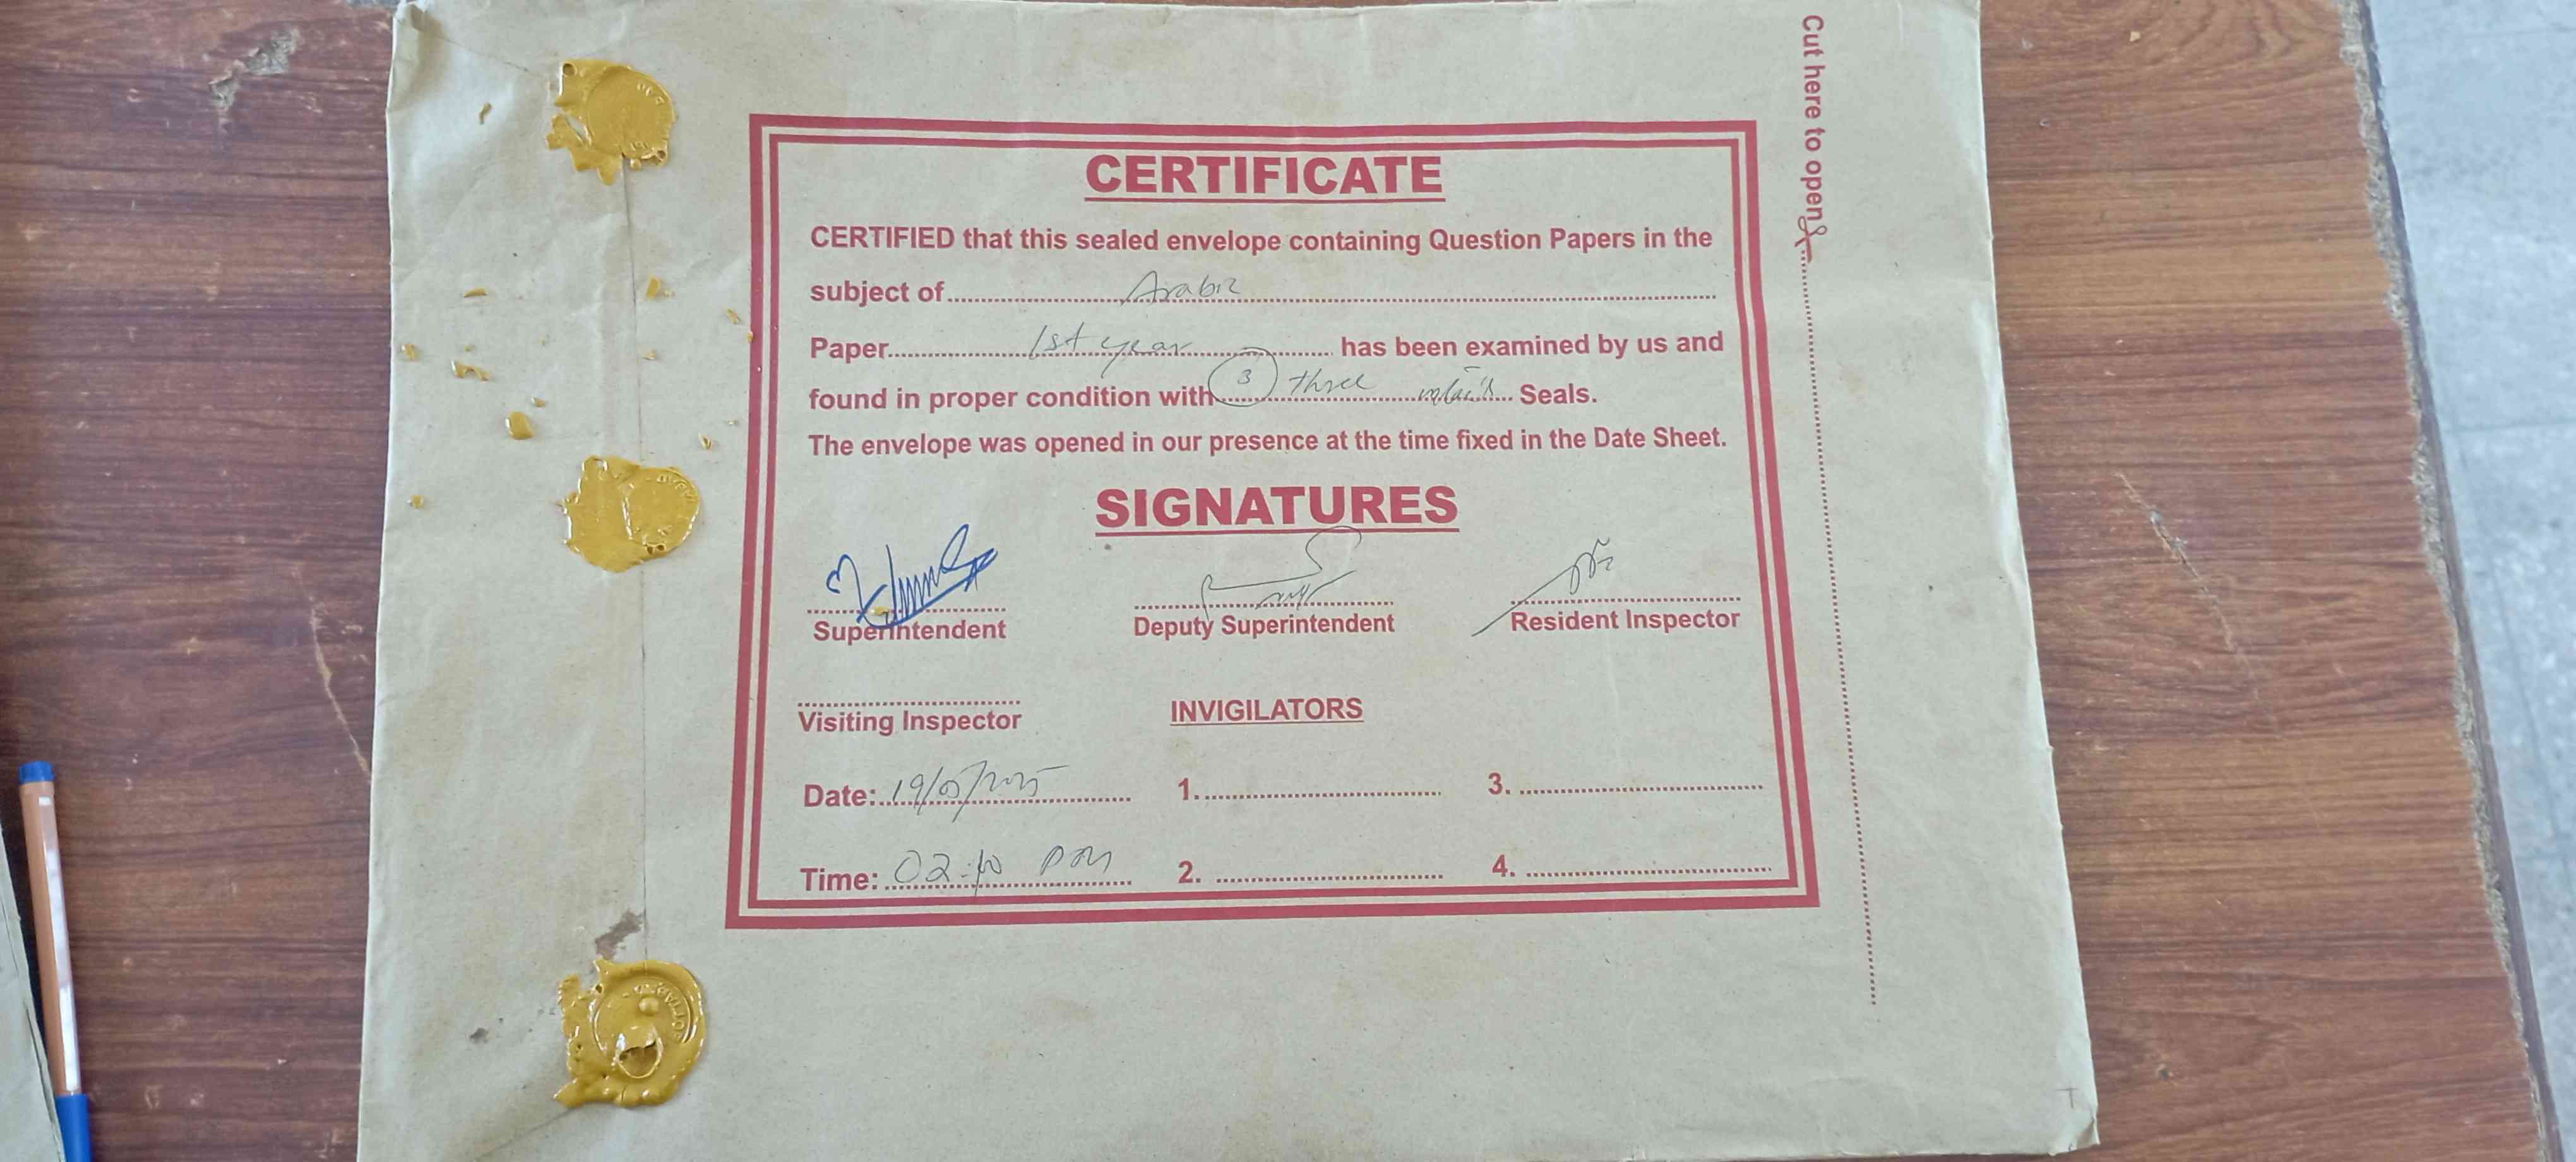 Cut here to open
CERTIFICATE
CERTIFIED that this sealed envelope containing Question Papers in the
subject of Arabic
Paper 1st year has been examined by us and
found in proper condition with 3 three Seals.
The envelope was opened in our presence at the time fixed in the Date Sheet.
SIGNATURES
Superintendent Deputy Superintendent Resident Inspector
Visiting Inspector INVIGILATORS
Date: 19/05/2025 1. 3.
Time: 02:10 pm 2. 4.